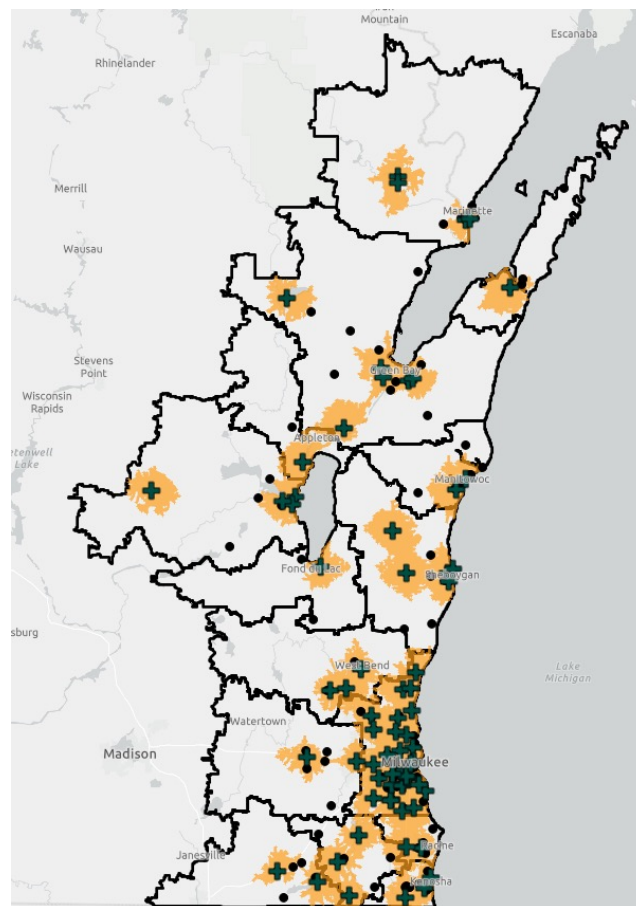 Mountain
Escanaba
Rhinelander
Merrill
Marinette
Wausau
Stevens
Point
Green Bay
Wisconsin
Rapids
Appleton
Lake
Manitowoc
Fond du Lac
Sheboygan
West Bend
Lake
Michigan
Watertown
Madison
Milwaukee
Janesville
Racine
Kenosha